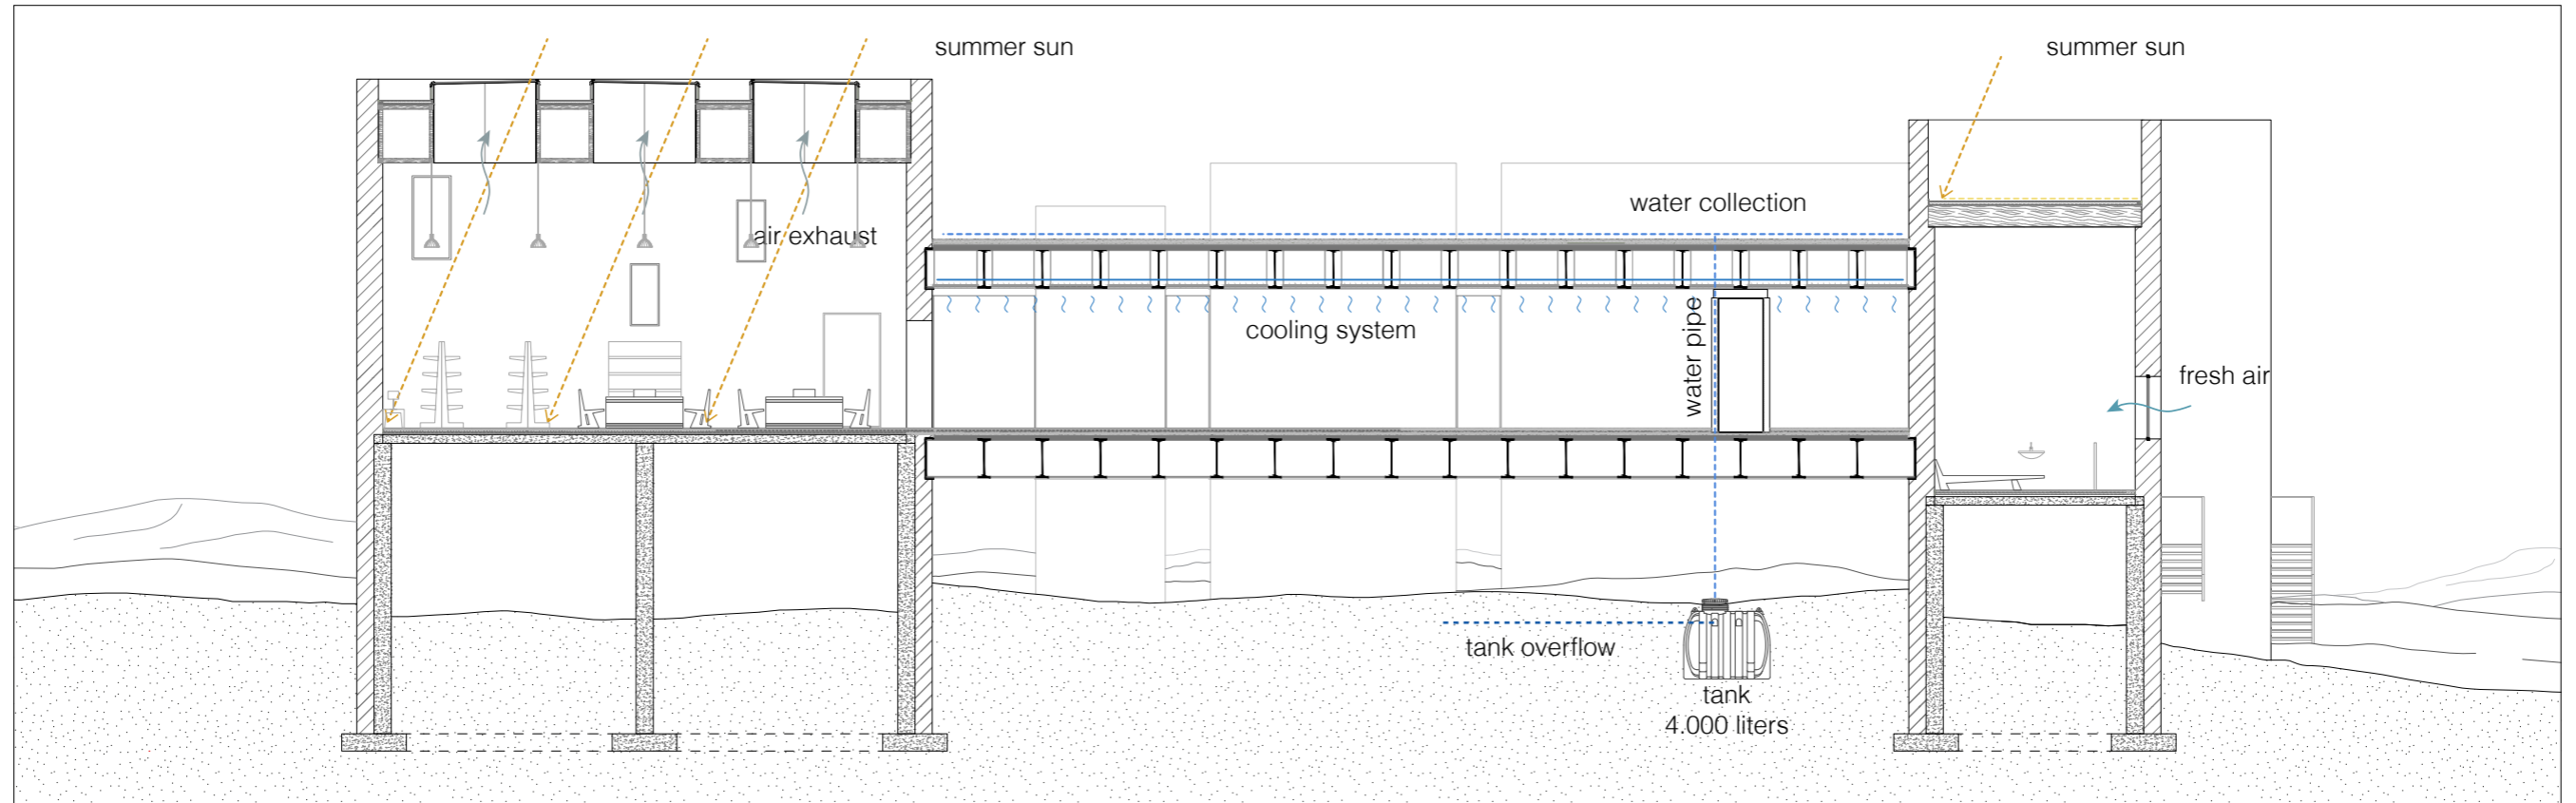 summer sun
summer sun
water collection
air exhaust
cooling system
water pipe
fresh air
tank overflow
tank
4.000 liters